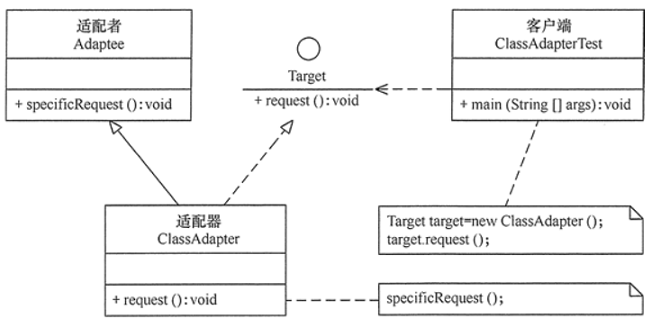 适配者
Adaptee
+ specificRequest (): void
Target
+ request (): void
客户端
ClassAdapterTest
+ main (String [] args): void
适配器
ClassAdapter
+ request (): void
Target target=new ClassAdapter ();
target.request ();
specificRequest ();